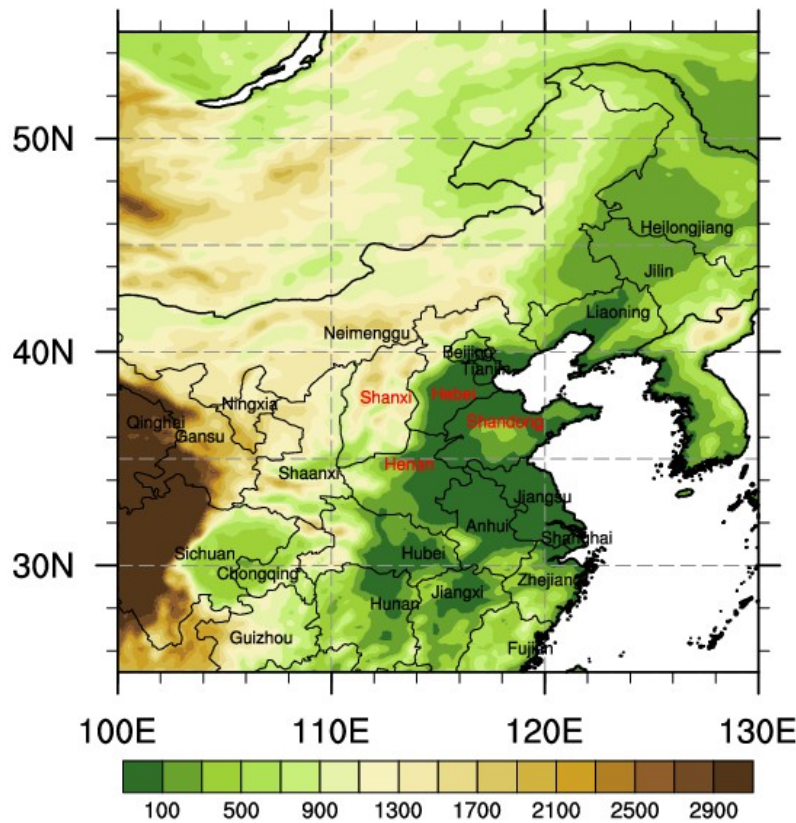 50N
Heilongjiang
Jilin
Liaoning
Neimenggu
40N
Beijing
Tianjin
Shanxi
Hebei
Ningxia
Qinghai
Gansu
Shandong
Henan
Shaanxi
Jiangsu
Anhui
Shanghai
Sichuan
Hubei
30N
Chongqing
Zhejiang
Hunan
Jiangxi
Guizhou
Fujian
100E 110E 120E 130E
100 500 900 1300 1700 2100 2500 2900